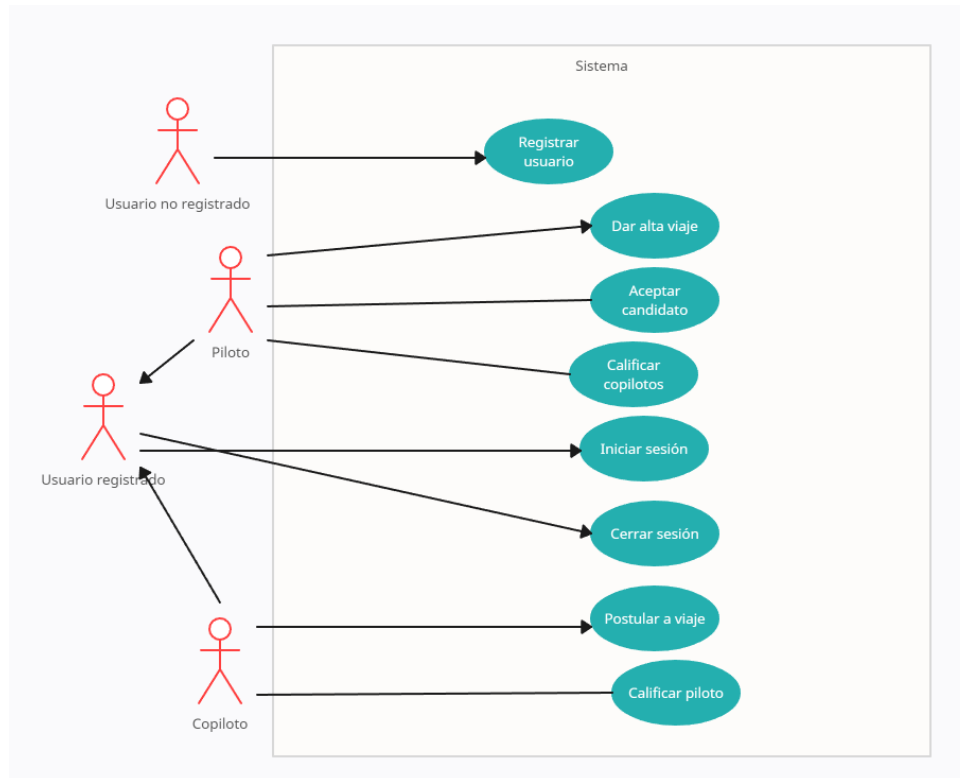 Sistema
Registrar
usuario
Usuario no registrado
Dar alta viaje
Aceptar
candidato
Piloto
Calificar
copilotos
Iniciar sesión
Usuario registrado
Cerrar sesión
Postular a viaje
Calificar piloto
Copiloto